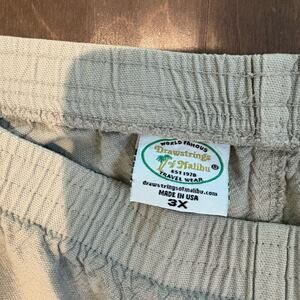 WORLD FAMOUS
Drawstrings
of Malibu
EST 1978
TRAVEL WEAR
drawstringsofmalibu.com
MADE IN USA
3X